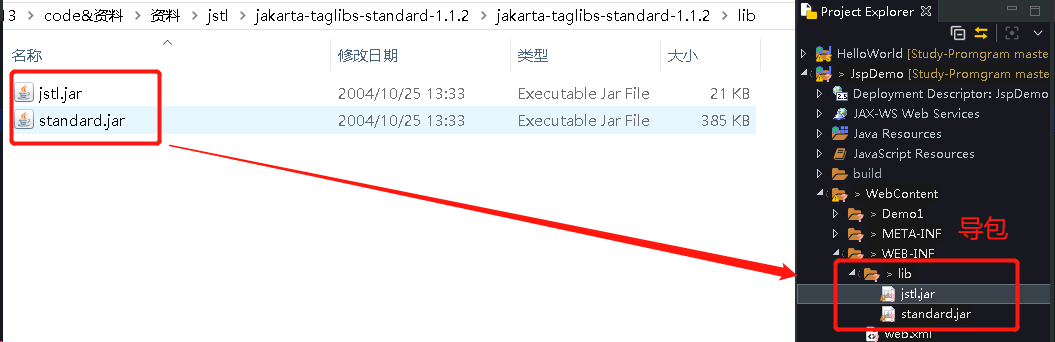 13 > code&资料 > 资料 > jstl > jakarta-taglibs-standard-1.1.2 > jakarta-taglibs-standard-1.1.2 > lib
名称 修改日期 类型 大小
jstl.jar 2004/10/25 13:33 Executable Jar File 21 KB
standard.jar 2004/10/25 13:33 Executable Jar File 385 KB
Project Explorer
HelloWorld [Study-Promgram maste
> JspDemo [Study-Promgram maste
Deployment Descriptor: JspDemo
JAX-WS Web Services
Java Resources
JavaScript Resources
build
> WebContent
> Demo1
> META-INF
导包
> WEB-INF
> lib
jstl.jar
standard.jar
web.xml